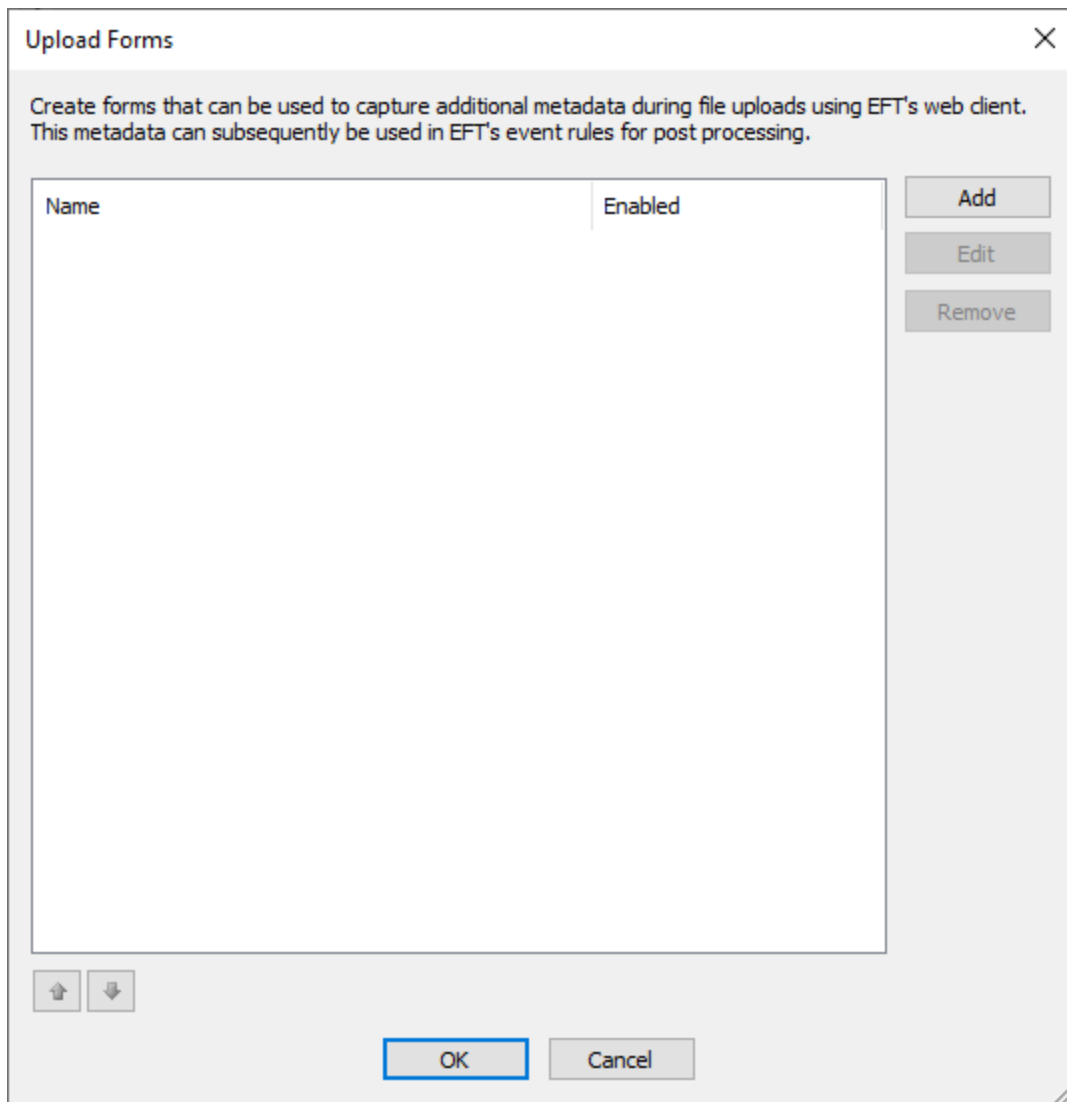 Upload Forms
Create forms that can be used to capture additional metadata during file uploads using EFT's web client.
This metadata can subsequently be used in EFT's event rules for post processing.
Name
Enabled
Add
Edit
Remove
OK
Cancel